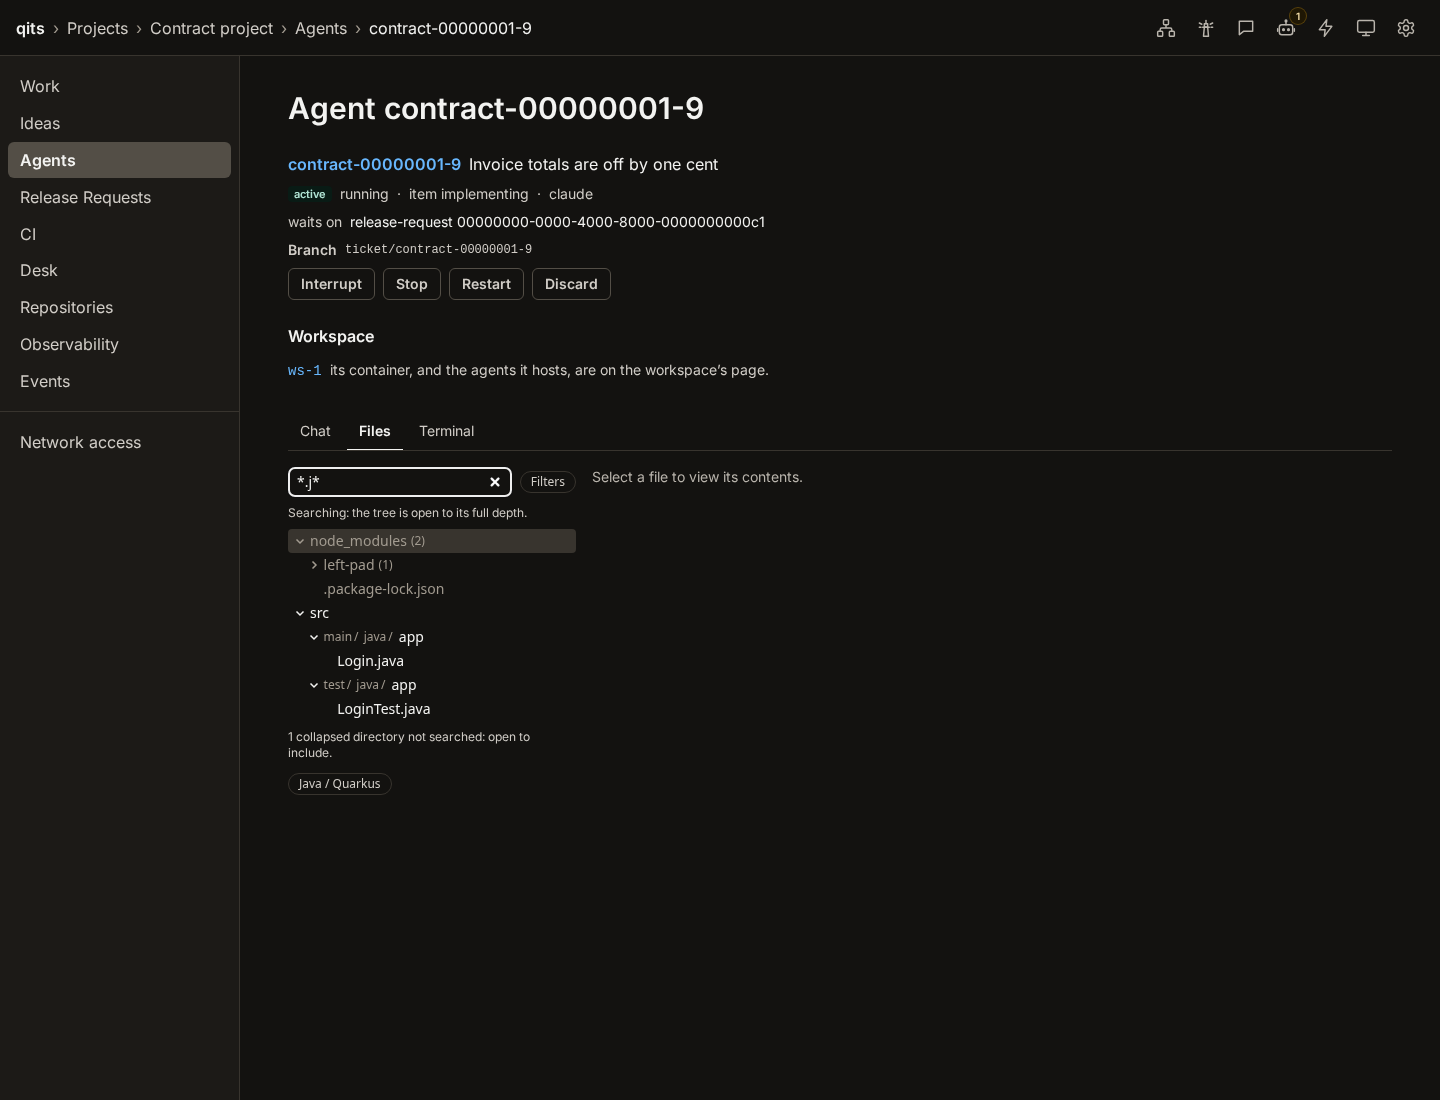 qits › Projects › Contract project › Agents › contract-00000001-9
1
Work
Ideas
Agents
Release Requests
CI
Desk
Repositories
Observability
Events
Network access
Agent contract-00000001-9
contract-00000001-9 Invoice totals are off by one cent
active running · item implementing · claude
waits on release-request 00000000-0000-4000-8000-0000000000c1
Branch ticket/contract-00000001-9
Interrupt Stop Restart Discard
Workspace
ws-1 its container, and the agents it hosts, are on the workspace’s page.
Chat Files Terminal
*.j* Filters
Select a file to view its contents.
Searching: the tree is open to its full depth.
node_modules (2)
left-pad (1)
.package-lock.json
src
main/ java/ app
Login.java
test/ java/ app
LoginTest.java
1 collapsed directory not searched: open to
include.
Java / Quarkus